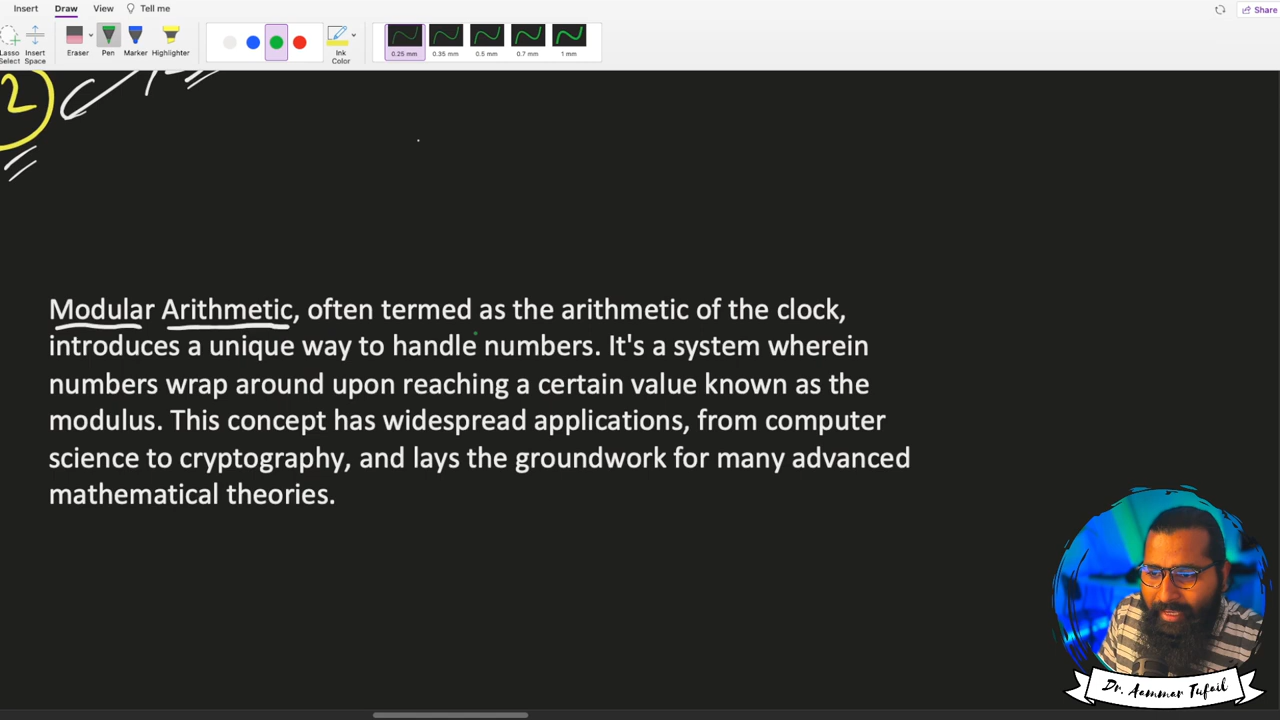 Insert Draw View Tell me Share
Lasso Select
Insert Space
Eraser
Pen
Marker
Highlighter
Ink Color
0.25 mm 0.35 mm 0.5 mm 0.7 mm 1 mm
2
Modular Arithmetic, often termed as the arithmetic of the clock,
introduces a unique way to handle numbers. It's a system wherein
numbers wrap around upon reaching a certain value known as the
modulus. This concept has widespread applications, from computer
science to cryptography, and lays the groundwork for many advanced
mathematical theories.
Dr. Aammar Tufail